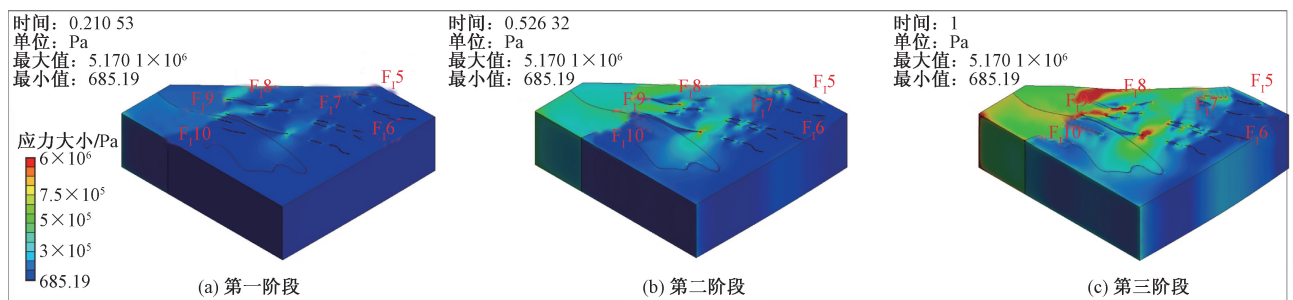 时间: 0.210 53
单位: Pa
最大值: 5.170 1×10⁶
最小值: 685.19
F₁5
F₁8
F₁7
F₁9
F₁6
F₁10
应力大小/Pa
6×10⁶
7.5×10⁵
5×10⁵
3×10⁵
685.19
(a) 第一阶段
时间: 0.526 32
单位: Pa
最大值: 5.170 1×10⁶
最小值: 685.19
F₁5
F₁8
F₁7
F₁9
F₁6
F₁10
(b) 第二阶段
时间: 1
单位: Pa
最大值: 5.170 1×10⁶
最小值: 685.19
F₁5
F₁8
F₁7
F₁6
F₁10
(c) 第三阶段